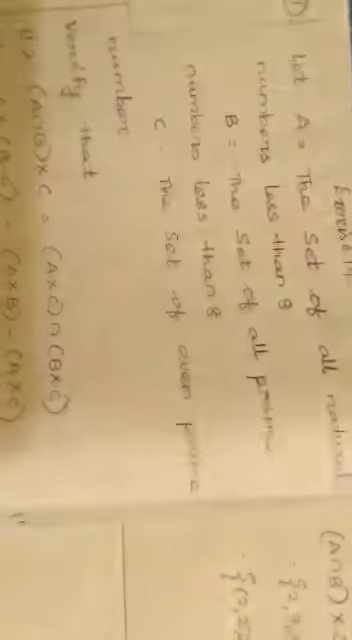 1) Let A = The set of all natural
numbers less than 8
B = The set of all prime
numbers less than 8
C = The set of even prime
number
Verify that
(A∩B)×C = (A×C)∩(B×C)
A×(B-C) = (A×B)-(A×C)
(A∩B)×
= {2, 3,
= {(2,2